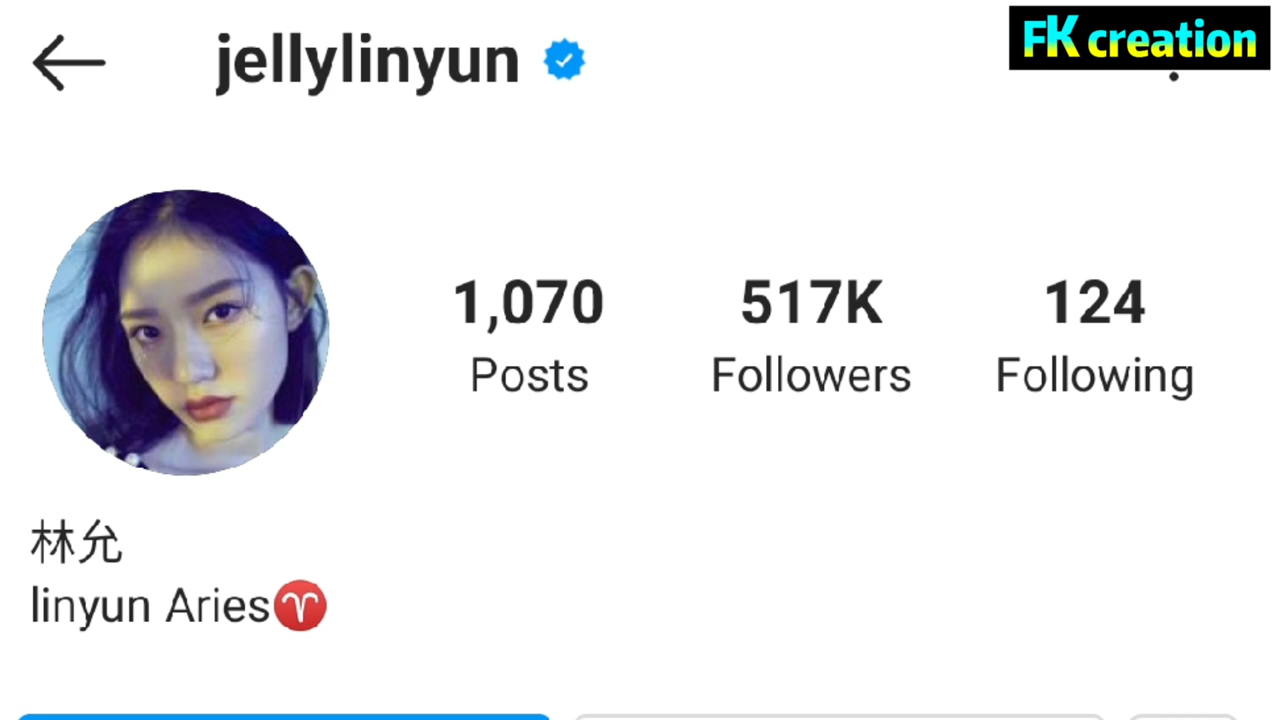 jellylinyun
FK creation
1,070 517K 124
Posts Followers Following
林允
linyun Aries♈